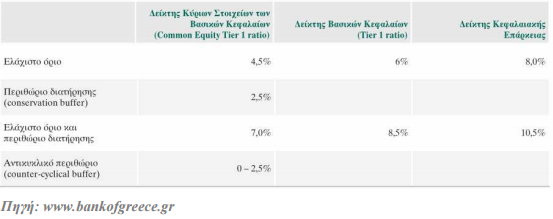 Δείκτης Κύριων Στοιχείων των
Βασικών Κεφαλαίων
(Common Equity Tier 1 ratio)
Δείκτης Βασικών Κεφαλαίων
(Tier 1 ratio)
Δείκτης Κεφαλαιακής
Επάρκειας
Ελάχιστο όριο 4,5% 6% 8,0%
Περιθώριο διατήρησης
(conservation buffer) 2,5%
Ελάχιστο όριο και
περιθώριο διατήρησης 7,0% 8,5% 10,5%
Αντικυκλικό περιθώριο
(counter-cyclical buffer) 0 – 2,5%
Πηγή: www.bankofgreece.gr